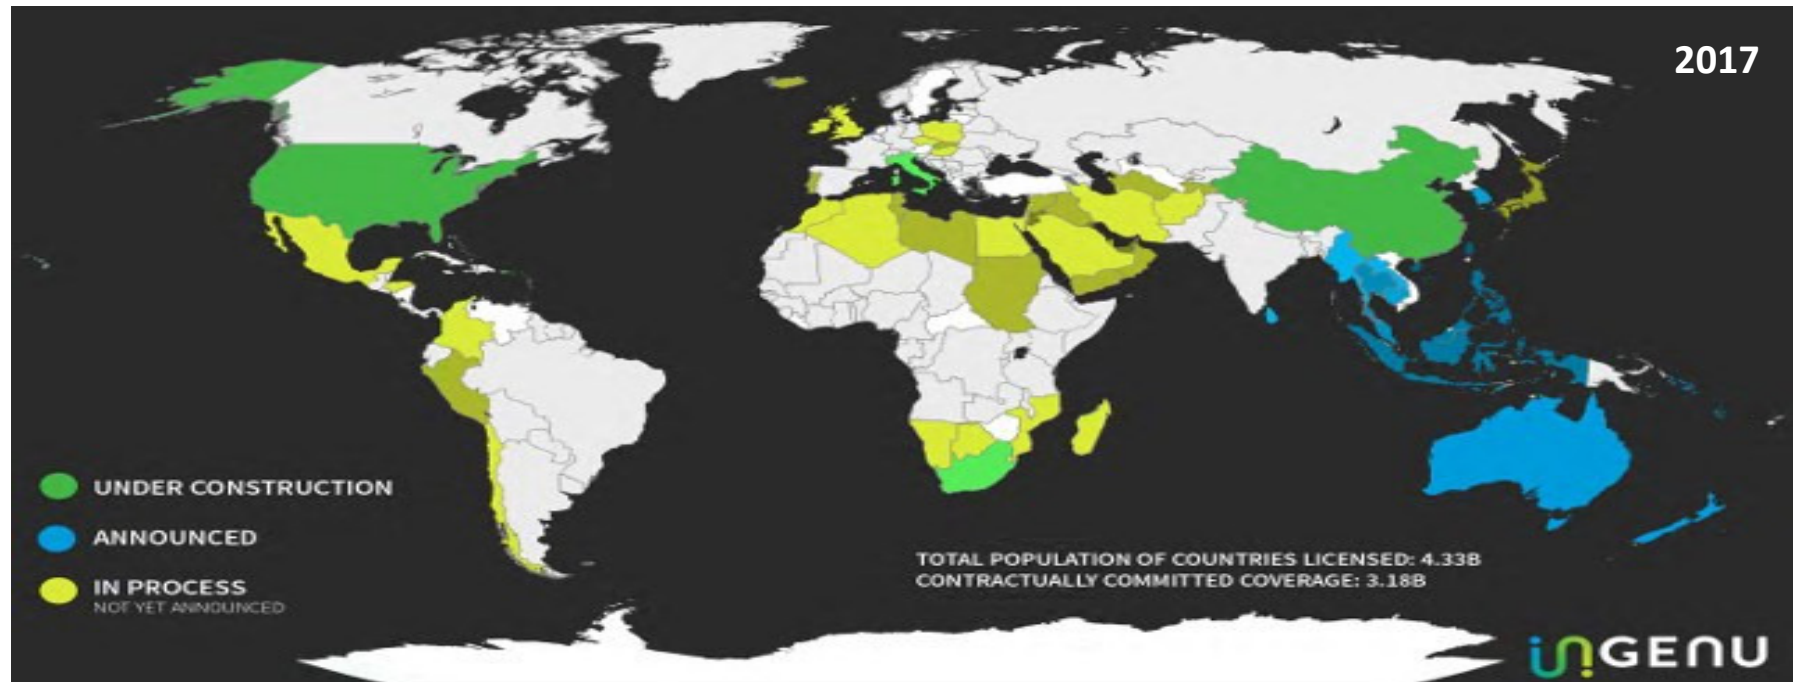 2017
UNDER CONSTRUCTION
ANNOUNCED
IN PROCESS
NOT YET ANNOUNCED
TOTAL POPULATION OF COUNTRIES LICENSED: 4.33B
CONTRACTUALLY COMMITTED COVERAGE: 3.18B
inGENU